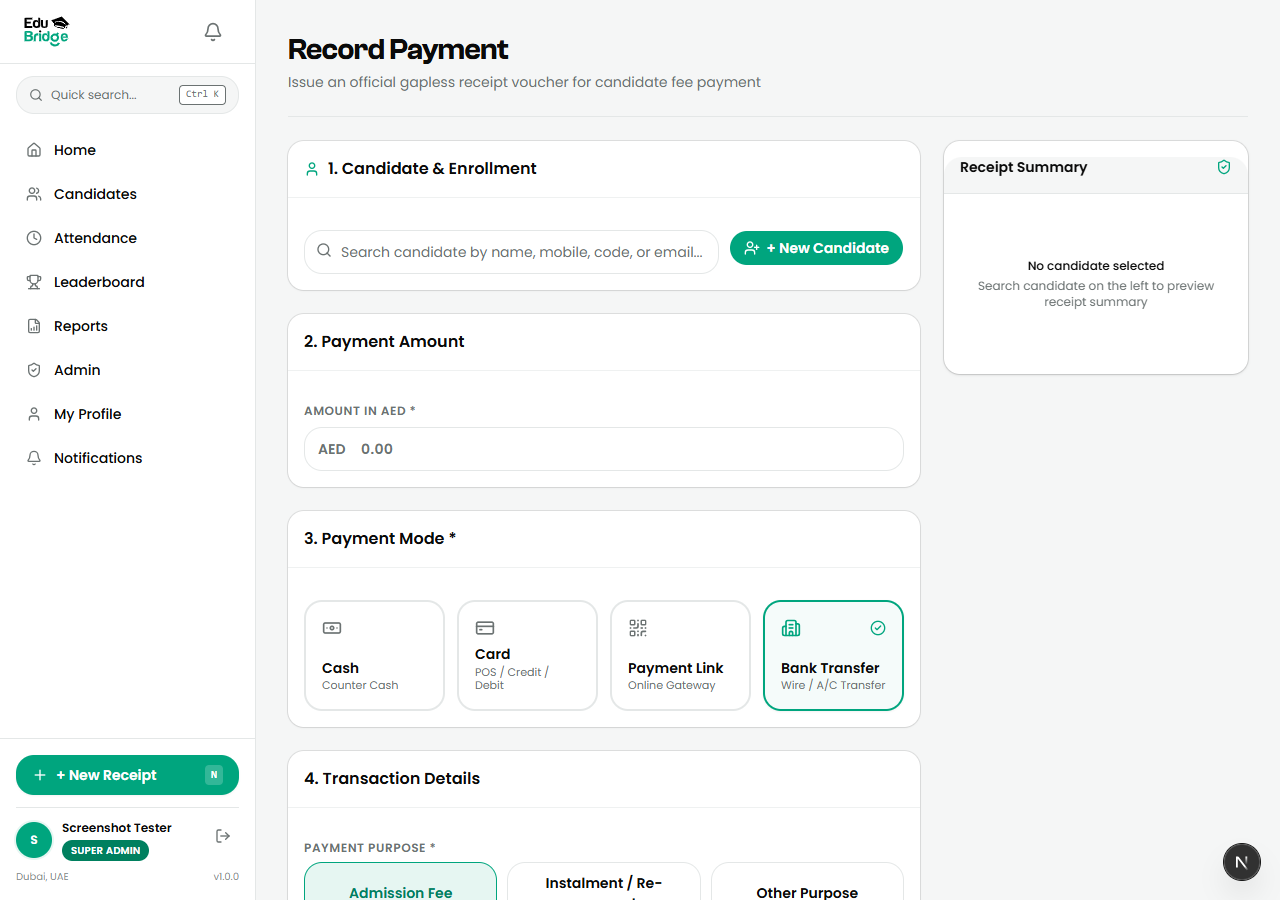 Edu
Bridge
Quick search...
Ctrl K
Home
Candidates
Attendance
Leaderboard
Reports
Admin
My Profile
Notifications
+ New Receipt
N
S
Screenshot Tester
SUPER ADMIN
Dubai, UAE
v1.0.0
Record Payment
Issue an official gapless receipt voucher for candidate fee payment
1. Candidate & Enrollment
Search candidate by name, mobile, code, or email...
+ New Candidate
2. Payment Amount
AMOUNT IN AED *
AED 0.00
3. Payment Mode *
Cash
Counter Cash
Card
POS / Credit /
Debit
Payment Link
Online Gateway
Bank Transfer
Wire / A/C Transfer
4. Transaction Details
PAYMENT PURPOSE *
Admission Fee
Instalment / Re-
Other Purpose
Receipt Summary
No candidate selected
Search candidate on the left to preview
receipt summary
N